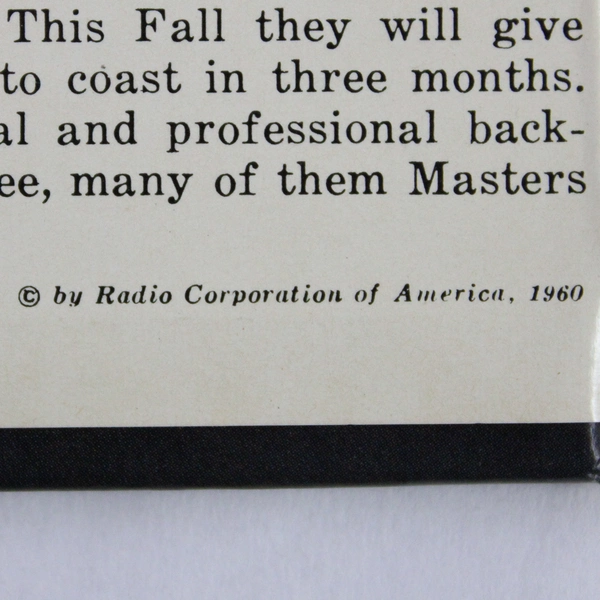 This Fall they will give
to coast in three months.
al and professional back-
ee, many of them Masters
© by Radio Corporation of America, 1960